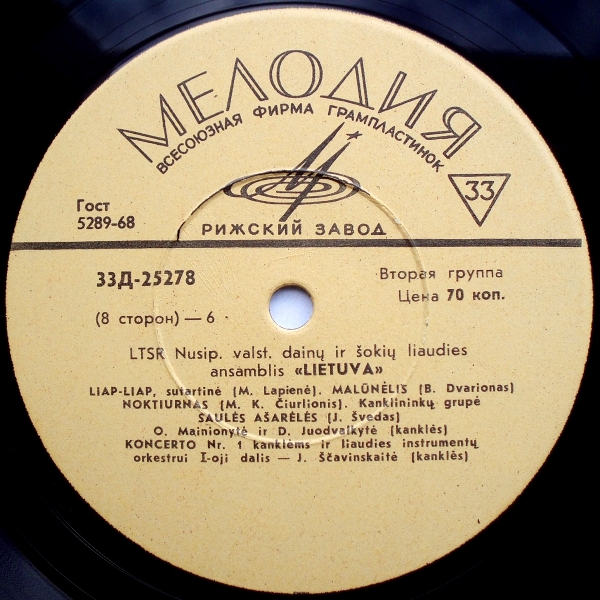 МЕЛОДИЯ
ВСЕСОЮЗНАЯ ФИРМА ГРАМПЛАСТИНОК
33
Гост
5289-68
РИЖСКИЙ ЗАВОД
33Д-25278
Вторая группа
Цена 70 коп.
(8 сторон) — 6
LTSR Nusip. valst. dainų ir šokių liaudies
ansamblis «LIETUVA»
LIAP-LIAP, sutartinė (M. Lapienė). MALŪNĖLIS (B. Dvarionas)
NOKTIURNAS (M. K. Čiurlionis). Kanklininkų grupė
SAULĖS AŠARĖLĖS (J. Švedas)
O. Mainionytė ir D. Juodvalkytė (kanklės)
KONCERTO Nr. 1 kanklėms ir liaudies instrumentų
orkestrui I-oji dalis — J. Ščavinskaitė (kanklės)